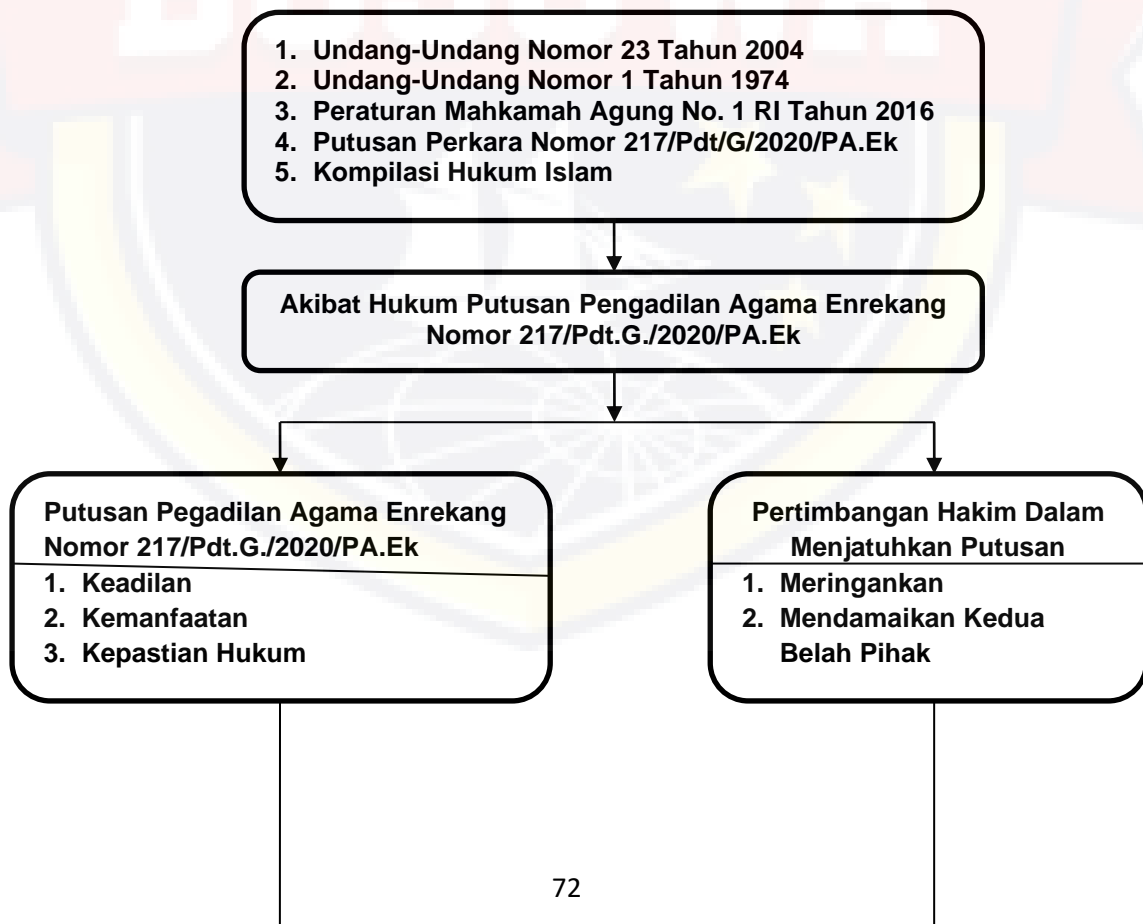 1. Undang-Undang Nomor 23 Tahun 2004
2. Undang-Undang Nomor 1 Tahun 1974
3. Peraturan Mahkamah Agung No. 1 RI Tahun 2016
4. Putusan Perkara Nomor 217/Pdt/G/2020/PA.Ek
5. Kompilasi Hukum Islam
Akibat Hukum Putusan Pengadilan Agama Enrekang
Nomor 217/Pdt.G./2020/PA.Ek
Putusan Pegadilan Agama Enrekang
Nomor 217/Pdt.G./2020/PA.Ek
1. Keadilan
2. Kemanfaatan
3. Kepastian Hukum
Pertimbangan Hakim Dalam
Menjatuhkan Putusan
1. Meringankan
2. Mendamaikan Kedua
Belah Pihak
72